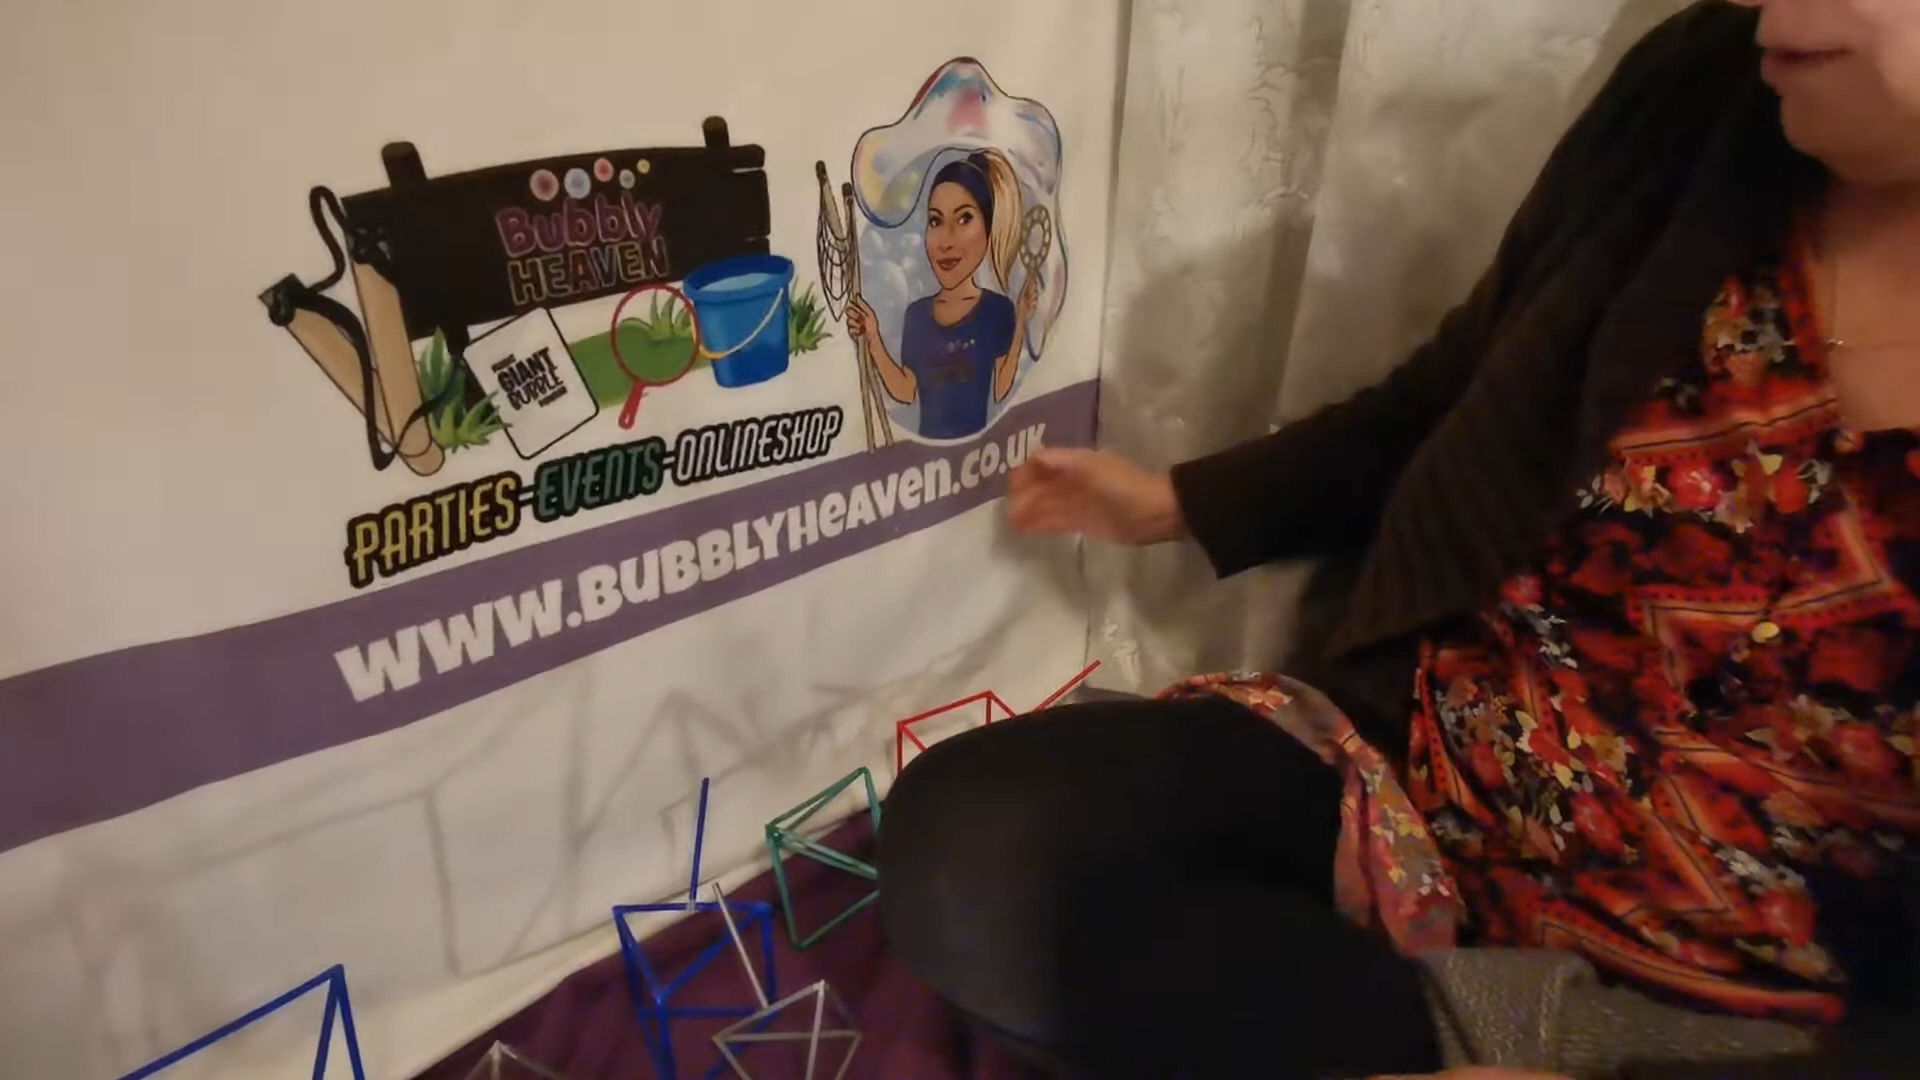 Bubbly
HEAVEN
GIANT
BUBBLE
PARTIES-EVENTS-ONLINESHOP
www.BUBBLYHeAven.co.uk